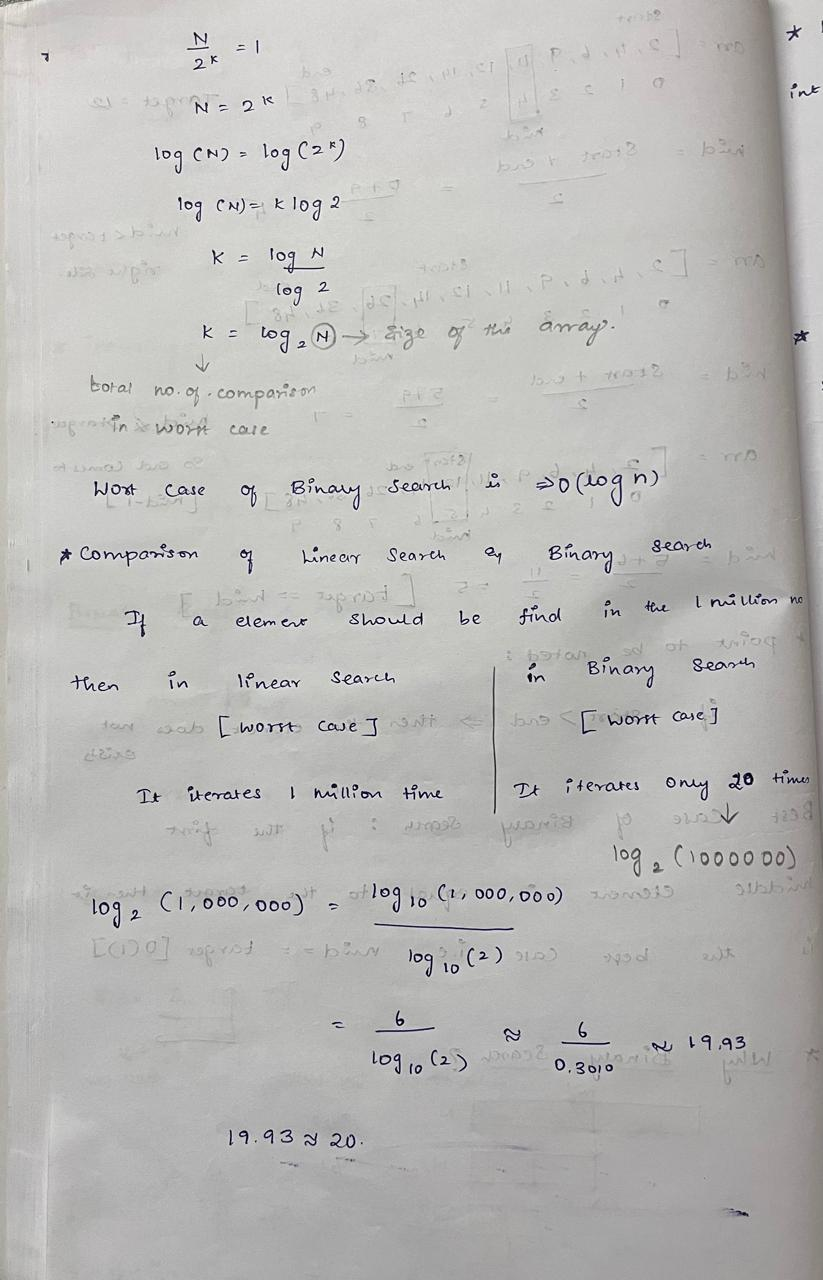 N/2^K = 1
N = 2^K
log (N) = log (2^K)
log (N) = K log 2
K = log N / log 2
K = log₂ (N) → Size of the array.
↓
total no. of. comparison
in worst case
Worst case of Binary Search is ⇒ O(log n)
* Comparison of Linear Search & Binary Search
If a element should be find in the 1 million no
then in linear Search
[worst case]
It iterates 1 million time
in Binary Search
[worst case]
It iterates only 20 times
↓
log₂ (1000000)
log₂ (1,000,000) = log₁₀ (1,000,000) / log₁₀ (2)
= 6 / log₁₀ (2) ≈ 6 / 0.3010 ≈ 19.93
19.93 ≈ 20.
*
int
*